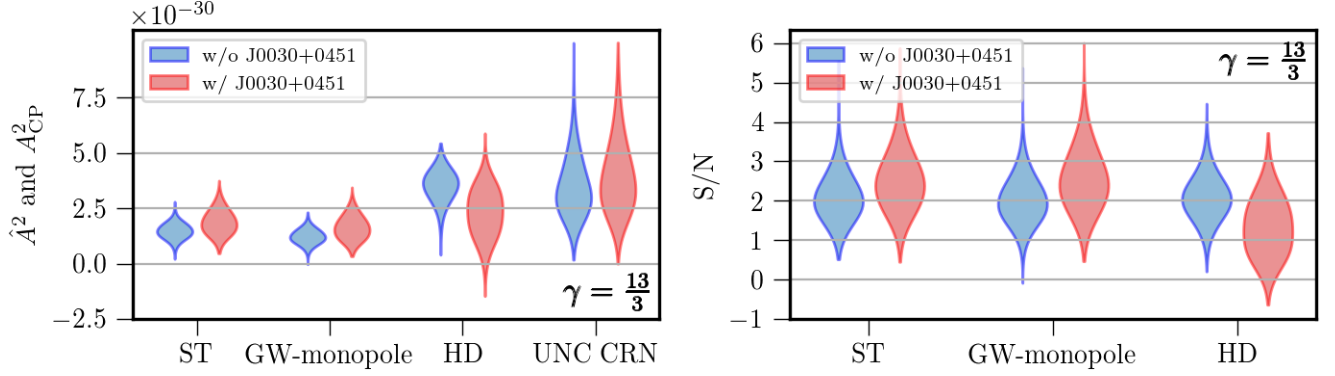 ×10⁻³⁰
w/o J0030+0451
w/ J0030+0451
7.5
5.0
2.5
0.0
−2.5
Â² and A²_CP
γ = 13/3
ST GW-monopole HD UNC CRN
w/o J0030+0451
w/ J0030+0451
γ = 13/3
6
5
4
3
2
1
0
−1
S/N
ST GW-monopole HD